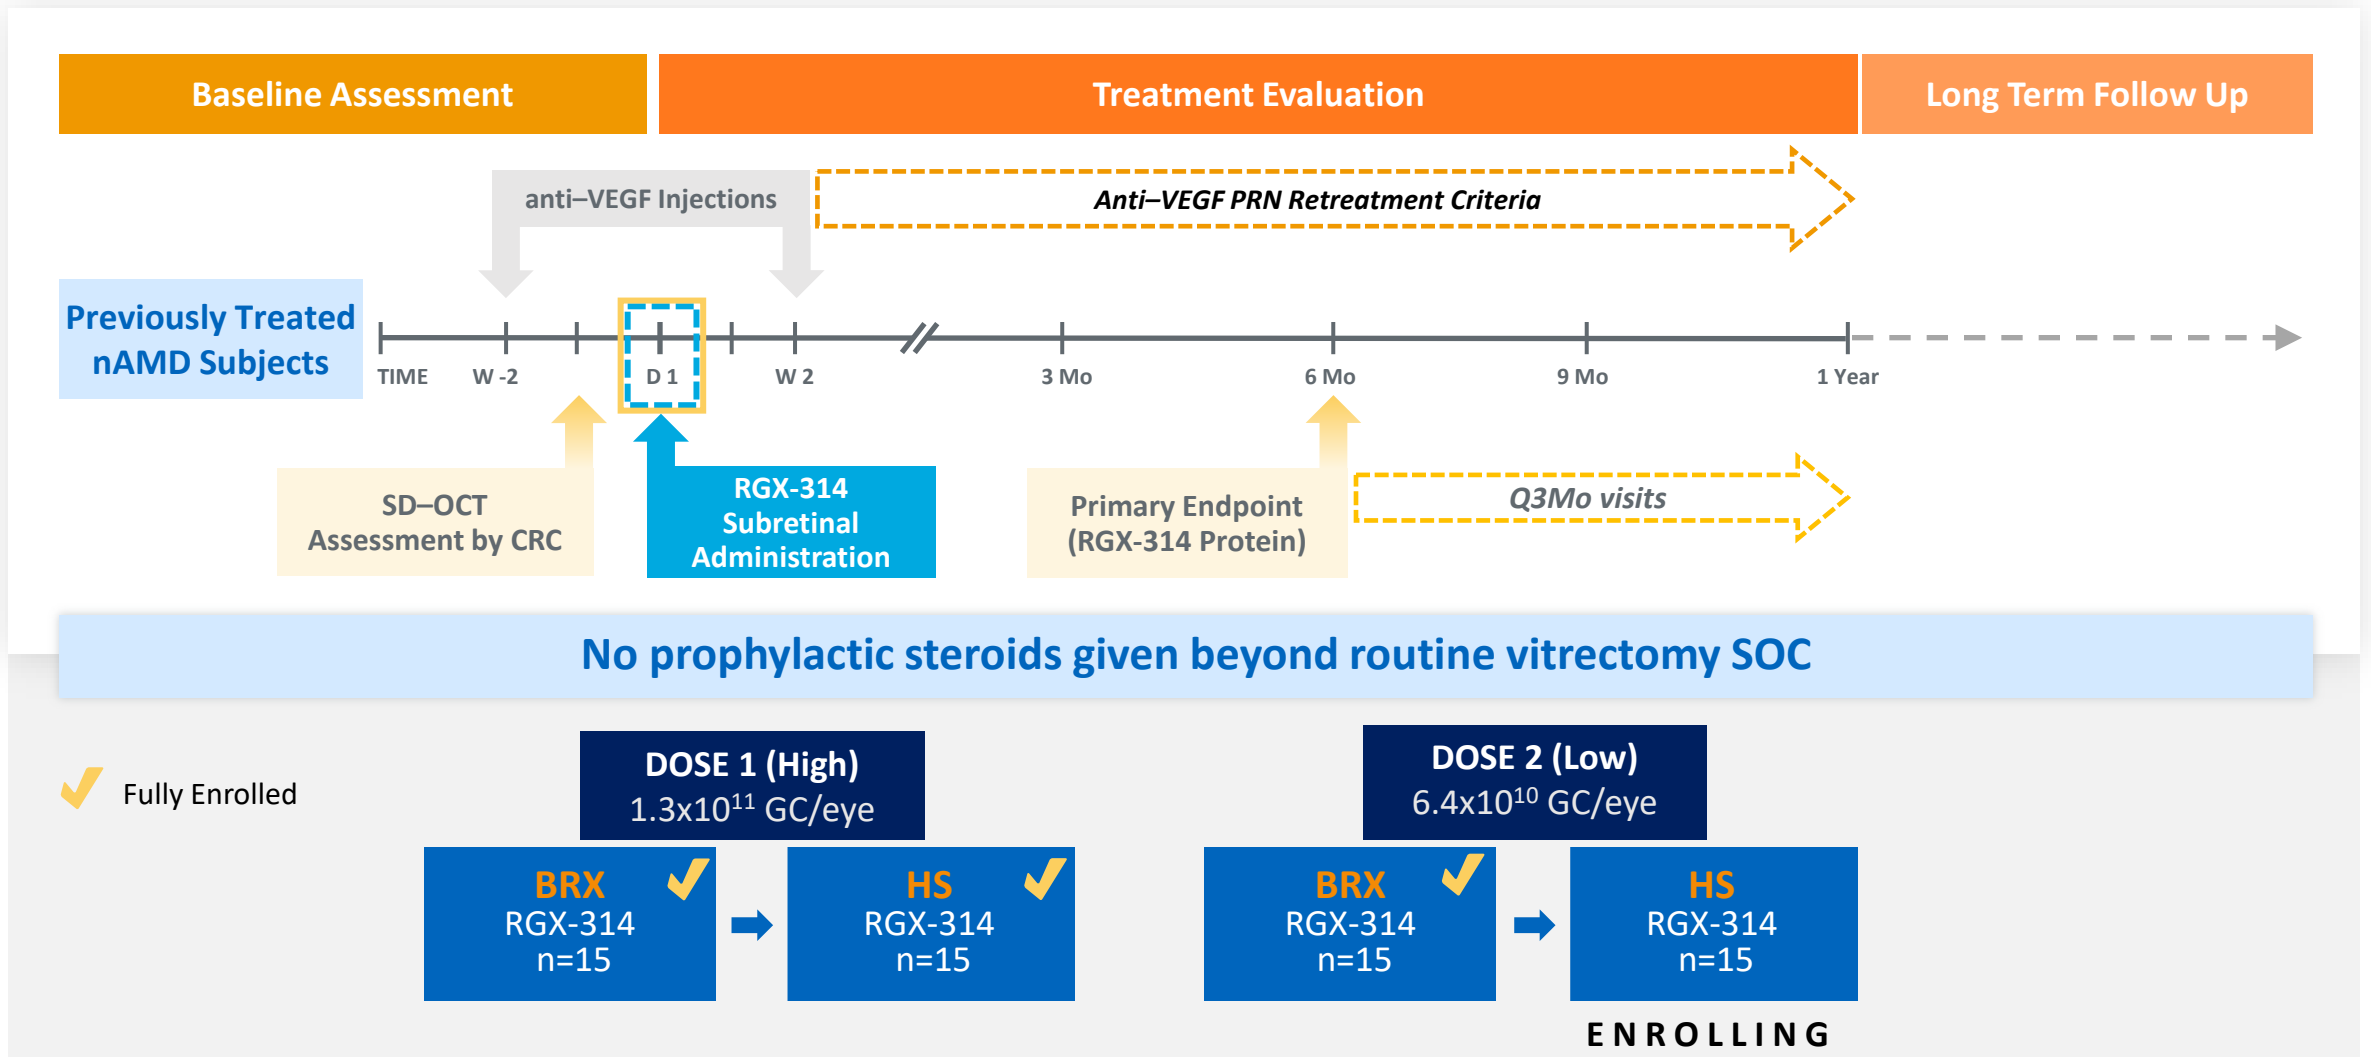 Baseline Assessment
Treatment Evaluation
Long Term Follow Up
anti–VEGF Injections
Anti–VEGF PRN Retreatment Criteria
Previously Treated
nAMD Subjects
TIME
W -2
D 1
W 2
3 Mo
6 Mo
9 Mo
1 Year
SD–OCT
Assessment by CRC
RGX-314
Subretinal
Administration
Primary Endpoint
(RGX-314 Protein)
Q3Mo visits
No prophylactic steroids given beyond routine vitrectomy SOC
Fully Enrolled
DOSE 1 (High)
1.3x10¹¹ GC/eye
DOSE 2 (Low)
6.4x10¹⁰ GC/eye
BRX
RGX-314
n=15
HS
RGX-314
n=15
BRX
RGX-314
n=15
HS
RGX-314
n=15
ENROLLING